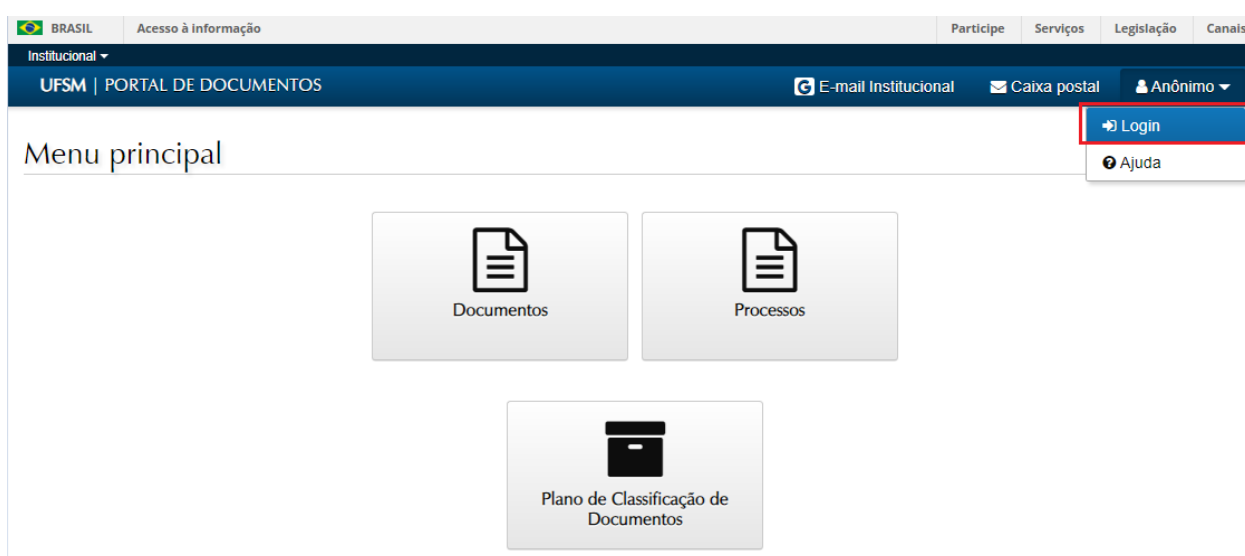 BRASIL Acesso à informação Participe Serviços Legislação Canais
Institucional
UFSM | PORTAL DE DOCUMENTOS E-mail Institucional Caixa postal Anônimo
Login
Menu principal
Ajuda
Documentos Processos
Plano de Classificação de
Documentos